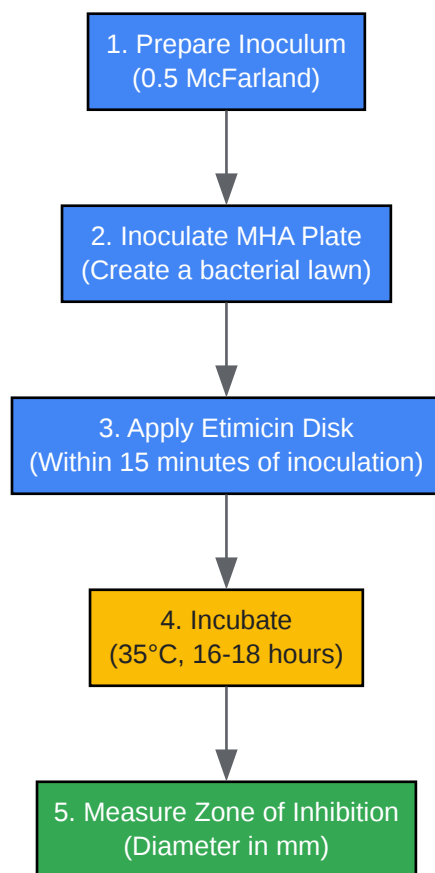 1. Prepare Inoculum
(0.5 McFarland)
2. Inoculate MHA Plate
(Create a bacterial lawn)
3. Apply Etimicin Disk
(Within 15 minutes of inoculation)
4. Incubate
(35°C, 16-18 hours)
5. Measure Zone of Inhibition
(Diameter in mm)